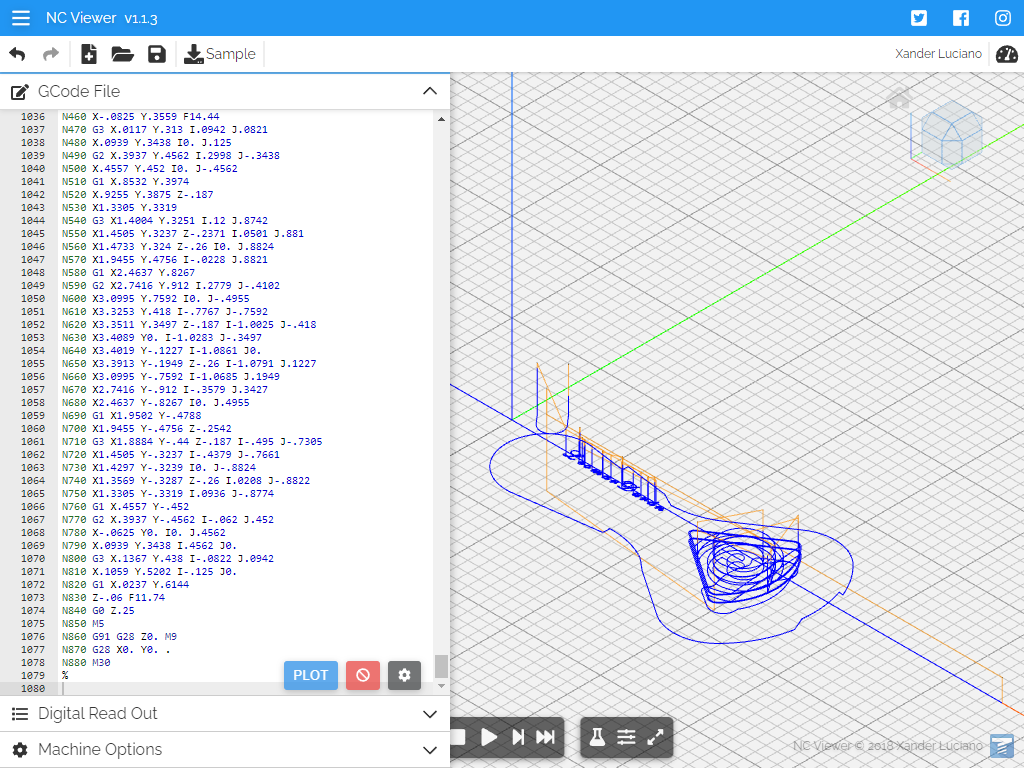 NC Viewer v1.1.3
Sample
Xander Luciano
GCode File
1036 N460 X-.0825 Y.3559 F14.44
1037 N470 G3 X.0117 Y.313 I.0942 J.0821
1038 N480 X.0939 Y.3438 I0. J.125
1039 N490 G2 X.3937 Y.4562 I.2998 J-.3438
1040 N500 X.4557 Y.452 I0. J-.4562
1041 N510 G1 X.8532 Y.3974
1042 N520 X.9255 Y.3875 Z-.187
1043 N530 X1.3305 Y.3319
1044 N540 G3 X1.4004 Y.3251 I.12 J.8742
1045 N550 X1.4505 Y.3237 Z-.2371 I.0501 J.881
1046 N560 X1.4733 Y.324 Z-.26 I0. J.8824
1047 N570 X1.9455 Y.4756 I-.0228 J.8821
1048 N580 G1 X2.4637 Y.8267
1049 N590 G2 X2.7416 Y.912 I.2779 J-.4102
1050 N600 X3.0995 Y.7592 I0. J-.4955
1051 N610 X3.3253 Y.418 I-.7767 J-.7592
1052 N620 X3.3511 Y.3497 Z-.187 I-1.0025 J-.418
1053 N630 X3.4089 Y0. I-1.0283 J-.3497
1054 N640 X3.4019 Y-.1227 I-1.0861 J0.
1055 N650 X3.3913 Y-.1949 Z-.26 I-1.0791 J.1227
1056 N660 X3.0995 Y-.7592 I-1.0685 J.1949
1057 N670 X2.7416 Y-.912 I-.3579 J.3427
1058 N680 X2.4637 Y-.8267 I0. J.4955
1059 N690 G1 X1.9502 Y-.4788
1060 N700 X1.9455 Y-.4756 Z-.2542
1061 N710 G3 X1.8884 Y-.44 Z-.187 I-.495 J-.7305
1062 N720 X1.4505 Y-.3237 I-.4379 J-.7661
1063 N730 X1.4297 Y-.3239 I0. J-.8824
1064 N740 X1.3569 Y-.3287 Z-.26 I.0208 J-.8822
1065 N750 X1.3305 Y-.3319 I.0936 J-.8774
1066 N760 G1 X.4557 Y-.452
1067 N770 G2 X.3937 Y-.4562 I-.062 J.452
1068 N780 X-.0625 Y0. I0. J.4562
1069 N790 X.0939 Y.3438 I.4562 J0.
1070 N800 G3 X.1367 Y.438 I-.0822 J.0942
1071 N810 X.1059 Y.5202 I-.125 J0.
1072 N820 G1 X.0237 Y.6144
1073 N830 Z-.06 F11.74
1074 N840 G0 Z.25
1075 N850 M5
1076 N860 G91 G28 Z0. M9
1077 N870 G28 X0. Y0. .
1078 N880 M30
1079 %
1080
PLOT
Digital Read Out
Machine Options
NC Viewer © 2018 Xander Luciano